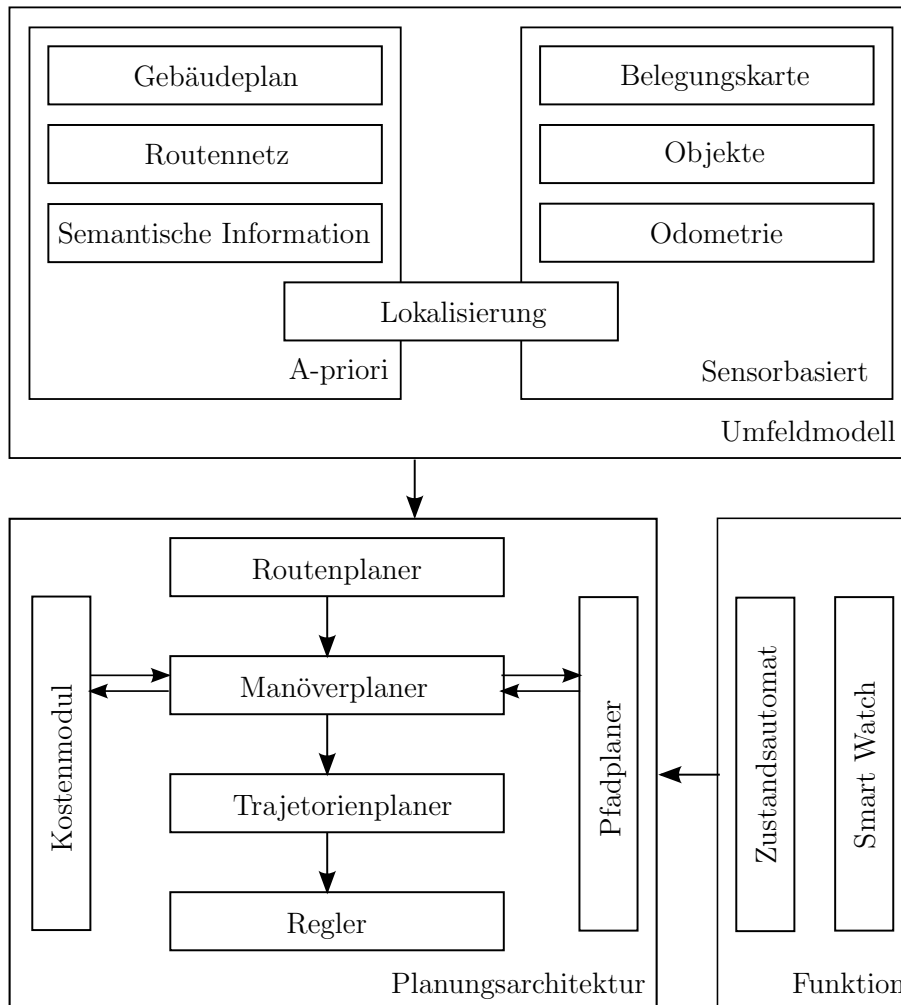 Gebäudeplan
Routennetz
Semantische Information
Belegungskarte
Objekte
Odometrie
Lokalisierung
A-priori
Sensorbasiert
Umfeldmodell
Routenplaner
Manöverplaner
Trajetorienplaner
Regler
Kostenmodul
Pfadplaner
Planungsarchitektur
Zustandsautomat
Smart Watch
Funktion